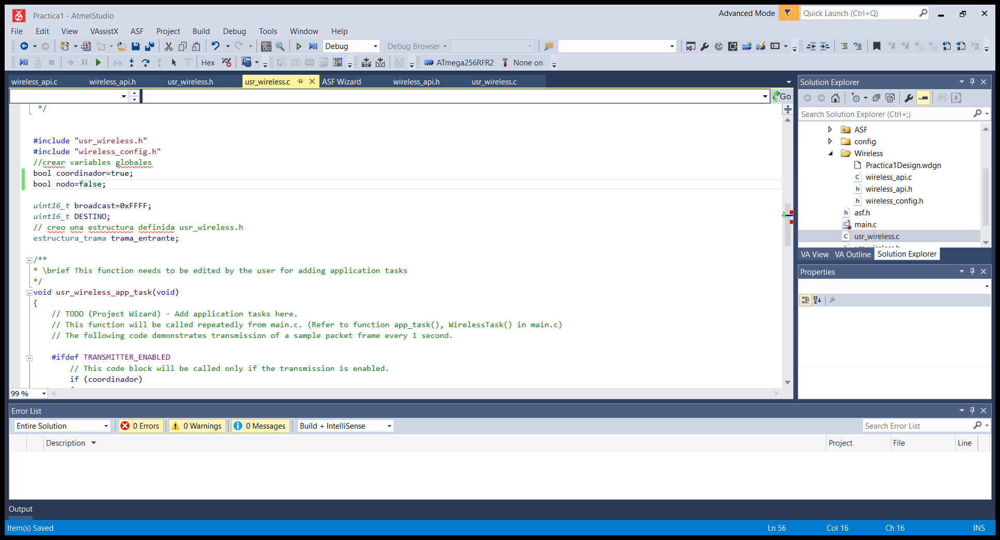 Practica1 - AtmelStudio
Advanced Mode
Quick Launch (Ctrl+Q)
File Edit View VAssistX ASF Project Build Debug Tools Window Help
Debug
Debug Browser
Hex
ATmega256RFR2
None on
wireless_api.c wireless_api.h usr_wireless.h usr_wireless.c ASF Wizard wireless_api.h usr_wireless.c
Go
*/
#include "usr_wireless.h"
#include "wireless_config.h"
//crear variables globales
bool coordinador=true;
bool nodo=false;
uint16_t broadcast=0xFFFF;
uint16_t DESTINO;
// creo una estructura definida usr_wireless.h
estructura_trama trama_entrante;
/**
* \brief This function needs to be edited by the user for adding application tasks
*/
void usr_wireless_app_task(void)
{
// TODO (Project Wizard) - Add application tasks here.
// This function will be called repeatedly from main.c. (Refer to function app_task(), WirelessTask() in main.c)
// The following code demonstrates transmission of a sample packet frame every 1 second.
#ifdef TRANSMITTER_ENABLED
// This code block will be called only if the transmission is enabled.
if (coordinador)
99 %
Solution Explorer
Search Solution Explorer (Ctrl+;)
ASF
config
Wireless
Practica1Design.wdgn
wireless_api.c
wireless_api.h
wireless_config.h
asf.h
main.c
usr_wireless.c
VA View VA Outline Solution Explorer
Properties
Error List
Entire Solution
0 Errors
0 Warnings
0 Messages
Build + IntelliSense
Search Error List
Description Project File Line
Output
Item(s) Saved
Ln 56 Col 16 Ch 16 INS